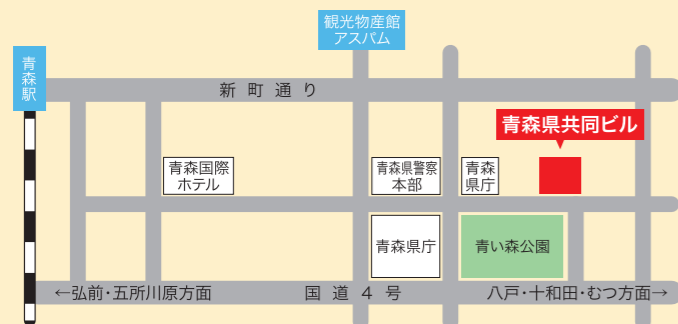 観光物産館
アスパム
青森駅
新町通り
青森県共同ビル
青森国際
ホテル
青森県警察
本部
青森
県庁
青森県庁
青い森公園
←弘前・五所川原方面
国道4号
八戸・十和田・むつ方面→